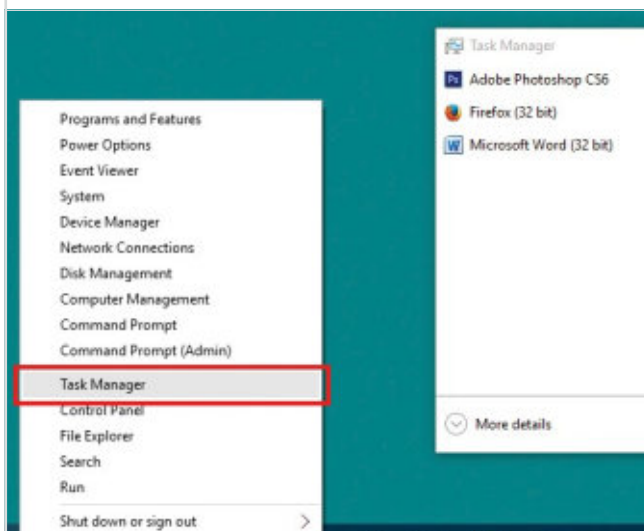 Programs and Features
Power Options
Event Viewer
System
Device Manager
Network Connections
Disk Management
Computer Management
Command Prompt
Command Prompt (Admin)
Task Manager
Control Panel
File Explorer
Search
Run
Shut down or sign out
Task Manager
Ps Adobe Photoshop CS6
Firefox (32 bit)
W Microsoft Word (32 bit)
More details